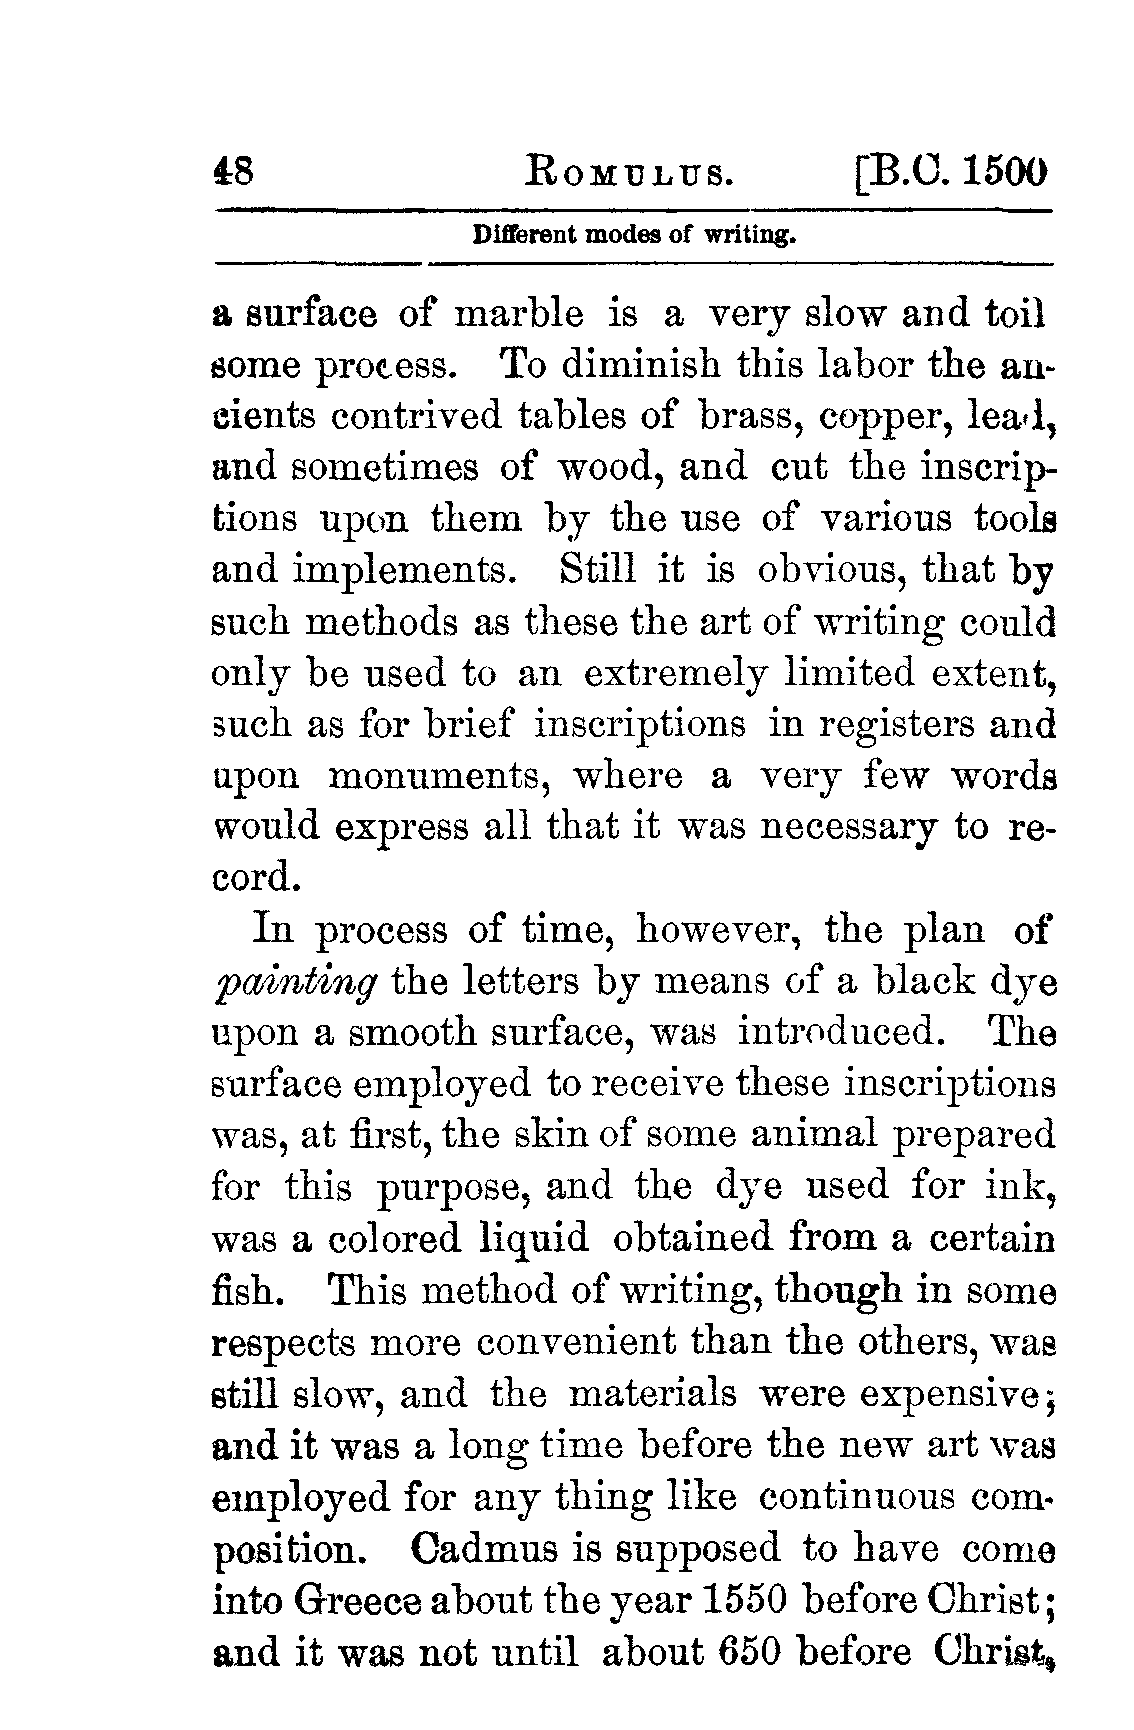 48 ROMULUS. [B.C. 1500
Different modes of writing.
a surface of marble is a very slow and toil
some process. To diminish this labor the an-
cients contrived tables of brass, copper, lead,
and sometimes of wood, and cut the inscrip-
tions upon them by the use of various tools
and implements. Still it is obvious, that by
such methods as these the art of writing could
only be used to an extremely limited extent,
such as for brief inscriptions in registers and
upon monuments, where a very few words
would express all that it was necessary to re-
cord.
In process of time, however, the plan of
painting the letters by means of a black dye
upon a smooth surface, was introduced. The
surface employed to receive these inscriptions
was, at first, the skin of some animal prepared
for this purpose, and the dye used for ink,
was a colored liquid obtained from a certain
fish. This method of writing, though in some
respects more convenient than the others, was
still slow, and the materials were expensive;
and it was a long time before the new art was
employed for any thing like continuous com-
position. Cadmus is supposed to have come
into Greece about the year 1550 before Christ;
and it was not until about 650 before Christ,